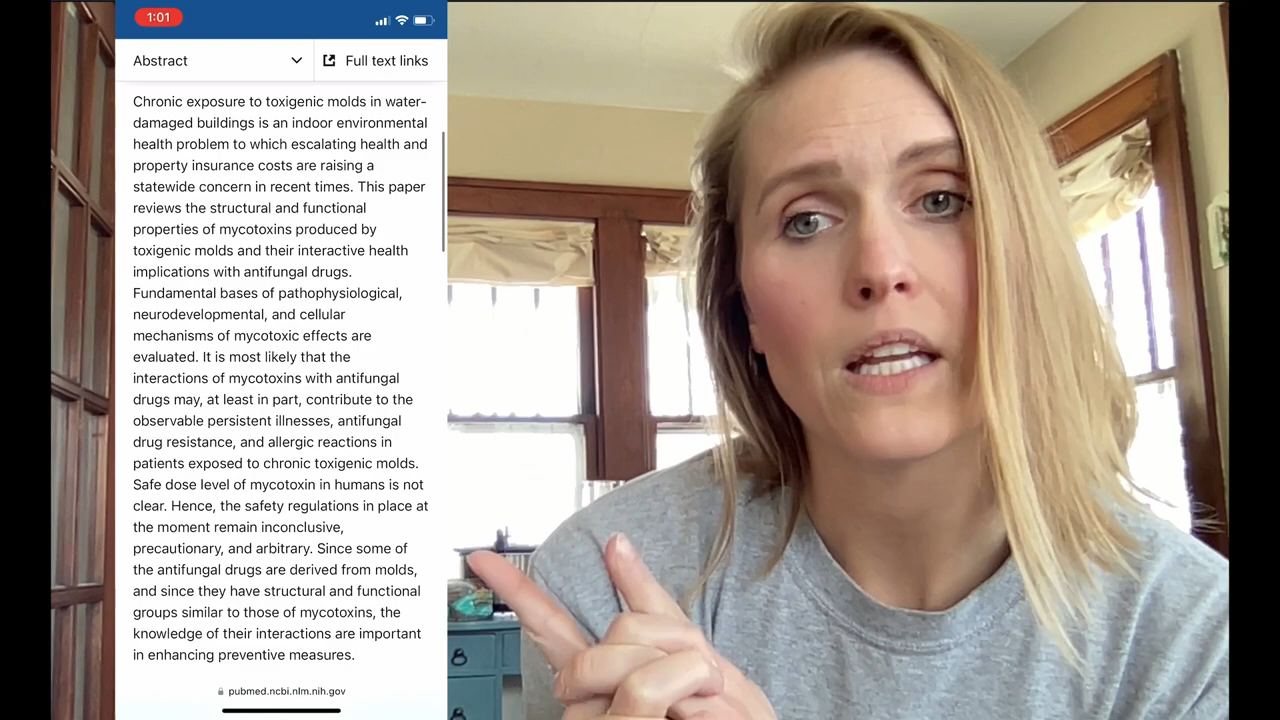 1:01
Abstract
Full text links
Chronic exposure to toxigenic molds in water-
damaged buildings is an indoor environmental
health problem to which escalating health and
property insurance costs are raising a
statewide concern in recent times. This paper
reviews the structural and functional
properties of mycotoxins produced by
toxigenic molds and their interactive health
implications with antifungal drugs.
Fundamental bases of pathophysiological,
neurodevelopmental, and cellular
mechanisms of mycotoxic effects are
evaluated. It is most likely that the
interactions of mycotoxins with antifungal
drugs may, at least in part, contribute to the
observable persistent illnesses, antifungal
drug resistance, and allergic reactions in
patients exposed to chronic toxigenic molds.
Safe dose level of mycotoxin in humans is not
clear. Hence, the safety regulations in place at
the moment remain inconclusive,
precautionary, and arbitrary. Since some of
the antifungal drugs are derived from molds,
and since they have structural and functional
groups similar to those of mycotoxins, the
knowledge of their interactions are important
in enhancing preventive measures.
pubmed.ncbi.nlm.nih.gov